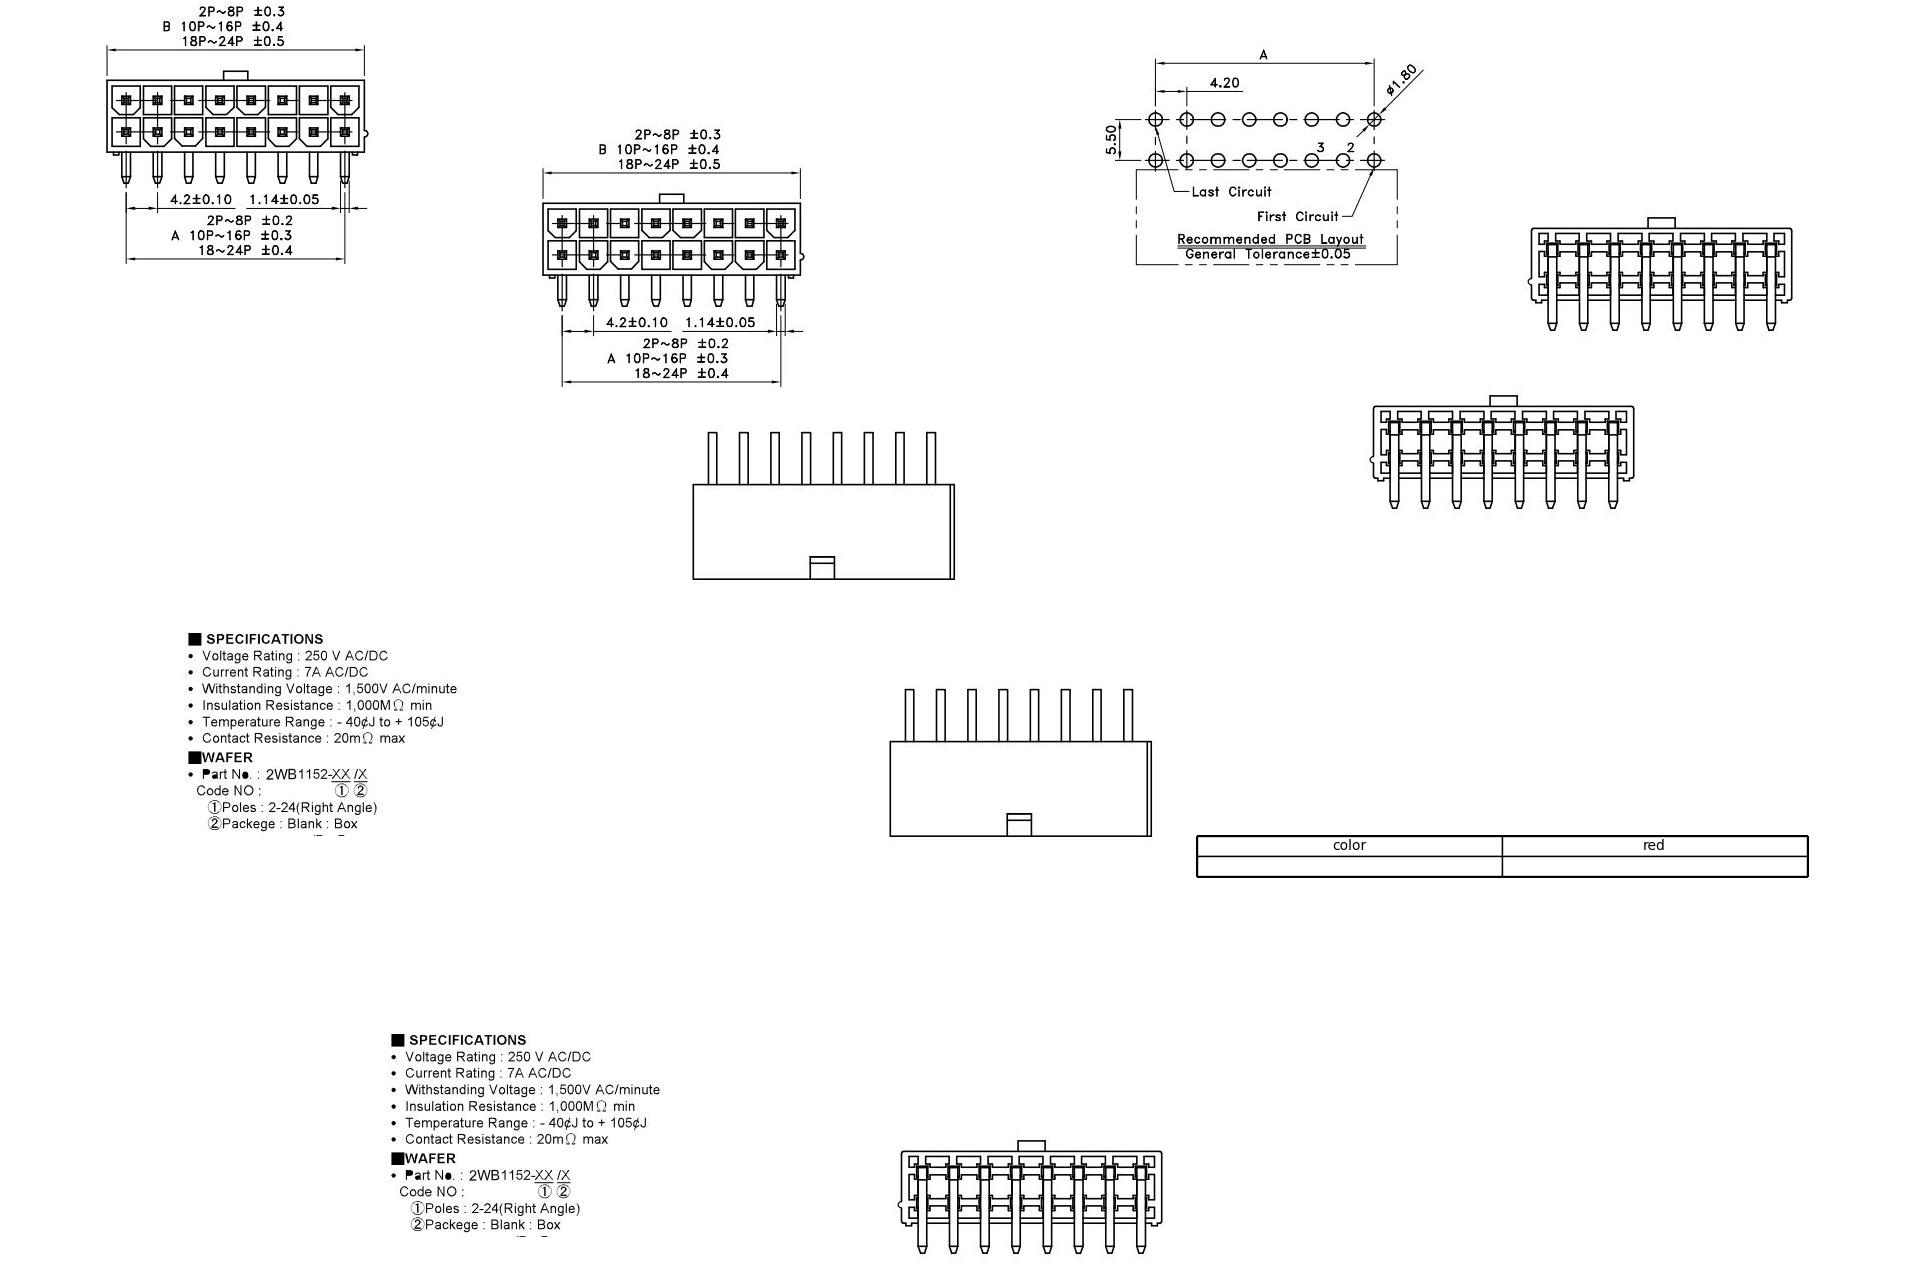 2P~8P ±0.3
B 10P~16P ±0.4
18P~24P ±0.5
4.2±0.10 1.14±0.05
2P~8P ±0.2
A 10P~16P ±0.3
18~24P ±0.4
2P~8P ±0.3
B 10P~16P ±0.4
18P~24P ±0.5
4.2±0.10 1.14±0.05
2P~8P ±0.2
A 10P~16P ±0.3
18~24P ±0.4
A
4.20
ø1.80
5.50
3 2
Last Circuit
First Circuit
Recommended PCB Layout
General Tolerance±0.05
■ SPECIFICATIONS
• Voltage Rating : 250 V AC/DC
• Current Rating : 7A AC/DC
• Withstanding Voltage : 1,500V AC/minute
• Insulation Resistance : 1,000MΩ min
• Temperature Range : - 40¢J to + 105¢J
• Contact Resistance : 20mΩ max
■WAFER
• Part No. : 2WB1152-XX /X
Code NO : ① ②
①Poles : 2-24(Right Angle)
②Packege : Blank : Box
color red
■ SPECIFICATIONS
• Voltage Rating : 250 V AC/DC
• Current Rating : 7A AC/DC
• Withstanding Voltage : 1,500V AC/minute
• Insulation Resistance : 1,000MΩ min
• Temperature Range : - 40¢J to + 105¢J
• Contact Resistance : 20mΩ max
■WAFER
• Part No. : 2WB1152-XX /X
Code NO : ① ②
①Poles : 2-24(Right Angle)
②Packege : Blank : Box